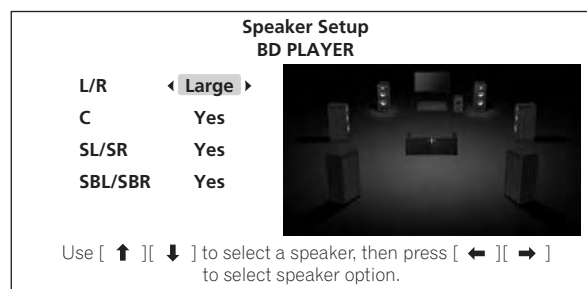 Speaker Setup
BD PLAYER
L/R Large
C Yes
SL/SR Yes
SBL/SBR Yes
Use [ ↑ ][ ↓ ] to select a speaker, then press [ ← ][ → ]
to select speaker option.